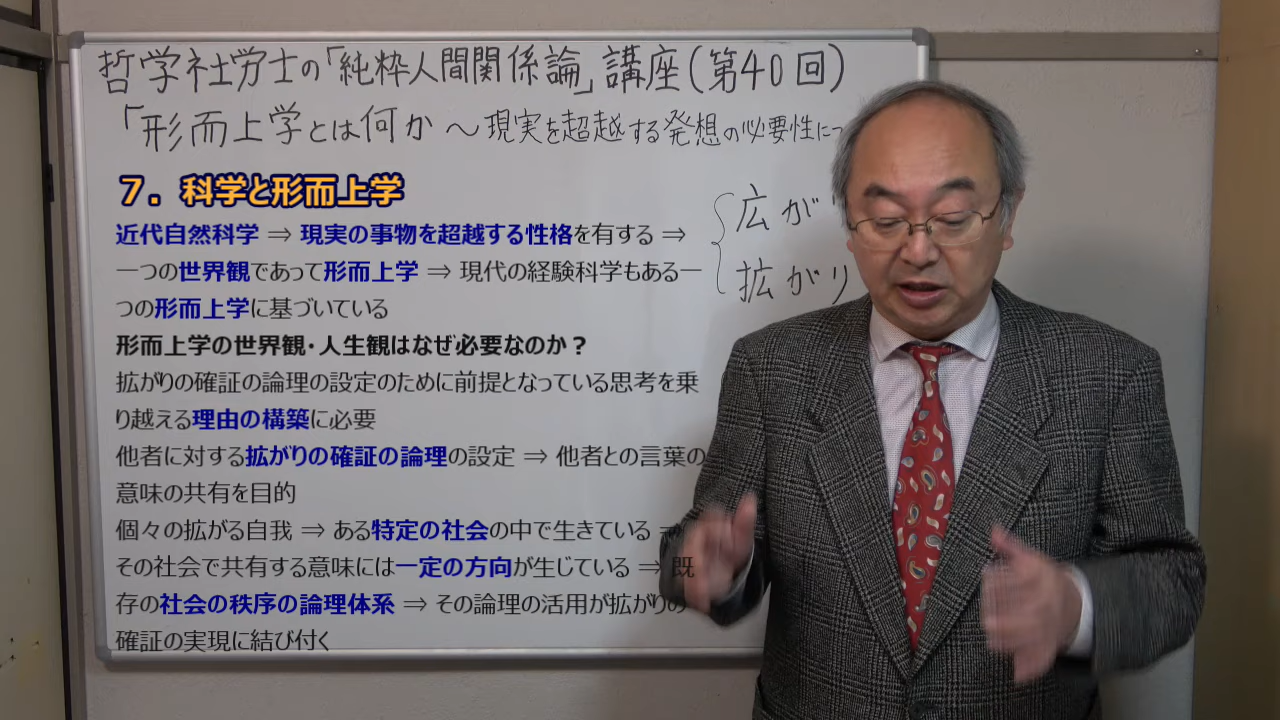 哲学社労士の「純粋人間関係論」講座(第40回)
「形而上学とは何か～現実を超越する発想の必要性に
広が
拡がり
7．科学と形而上学
近代自然科学 ⇒ 現実の事物を超越する性格を有する ⇒
一つの世界観であって形而上学 ⇒ 現代の経験科学もある一
つの形而上学に基づいている
形而上学の世界観・人生観はなぜ必要なのか？
拡がりの確証の論理の設定のために前提となっている思考を乗
り越える理由の構築に必要
他者に対する拡がりの確証の論理の設定 ⇒ 他者との言葉の
意味の共有を目的
個々の拡がる自我 ⇒ ある特定の社会の中で生きている
その社会で共有する意味には一定の方向が生じている ⇒ 既
存の社会の秩序の論理体系 ⇒ その論理の活用が拡がりの
確証の実現に結び付く